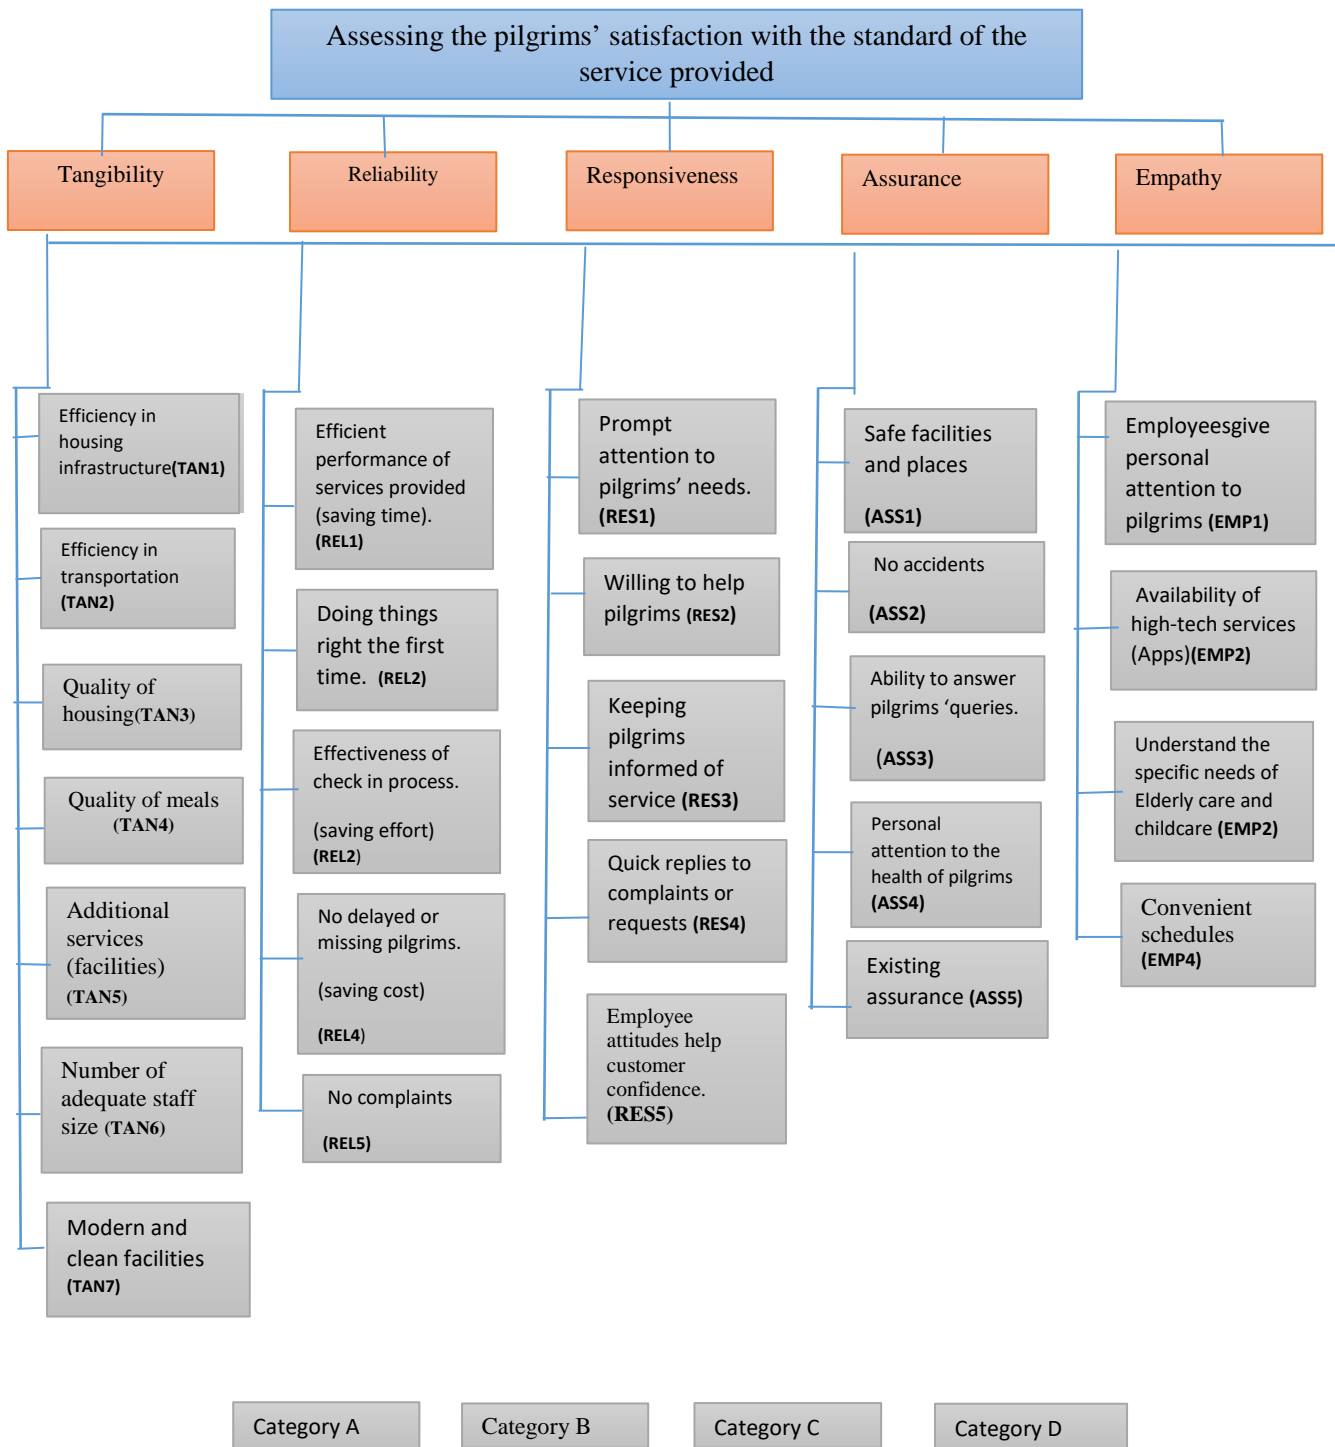 Assessing the pilgrims’ satisfaction with the standard of the
service provided
Tangibility
Reliability
Responsiveness
Assurance
Empathy
Efficiency in
housing
infrastructure(TAN1)
Efficiency in
transportation
(TAN2)
Quality of
housing(TAN3)
Quality of meals
(TAN4)
Additional
services
(facilities)
(TAN5)
Number of
adequate staff
size (TAN6)
Modern and
clean facilities
(TAN7)
Efficient
performance of
services provided
(saving time).
(REL1)
Doing things
right the first
time. (REL2)
Effectiveness of
check in process.
(saving effort)
(REL2)
No delayed or
missing pilgrims.
(saving cost)
(REL4)
No complaints
(REL5)
Prompt
attention to
pilgrims’ needs.
(RES1)
Willing to help
pilgrims (RES2)
Keeping
pilgrims
informed of
service (RES3)
Quick replies to
complaints or
requests (RES4)
Employee
attitudes help
customer
confidence.
(RES5)
Safe facilities
and places
(ASS1)
No accidents
(ASS2)
Ability to answer
pilgrims ‘queries.
(ASS3)
Personal
attention to the
health of pilgrims
(ASS4)
Existing
assurance (ASS5)
Employeesgive
personal
attention to
pilgrims (EMP1)
Availability of
high-tech services
(Apps)(EMP2)
Understand the
specific needs of
Elderly care and
childcare (EMP2)
Convenient
schedules
(EMP4)
Category A
Category B
Category C
Category D